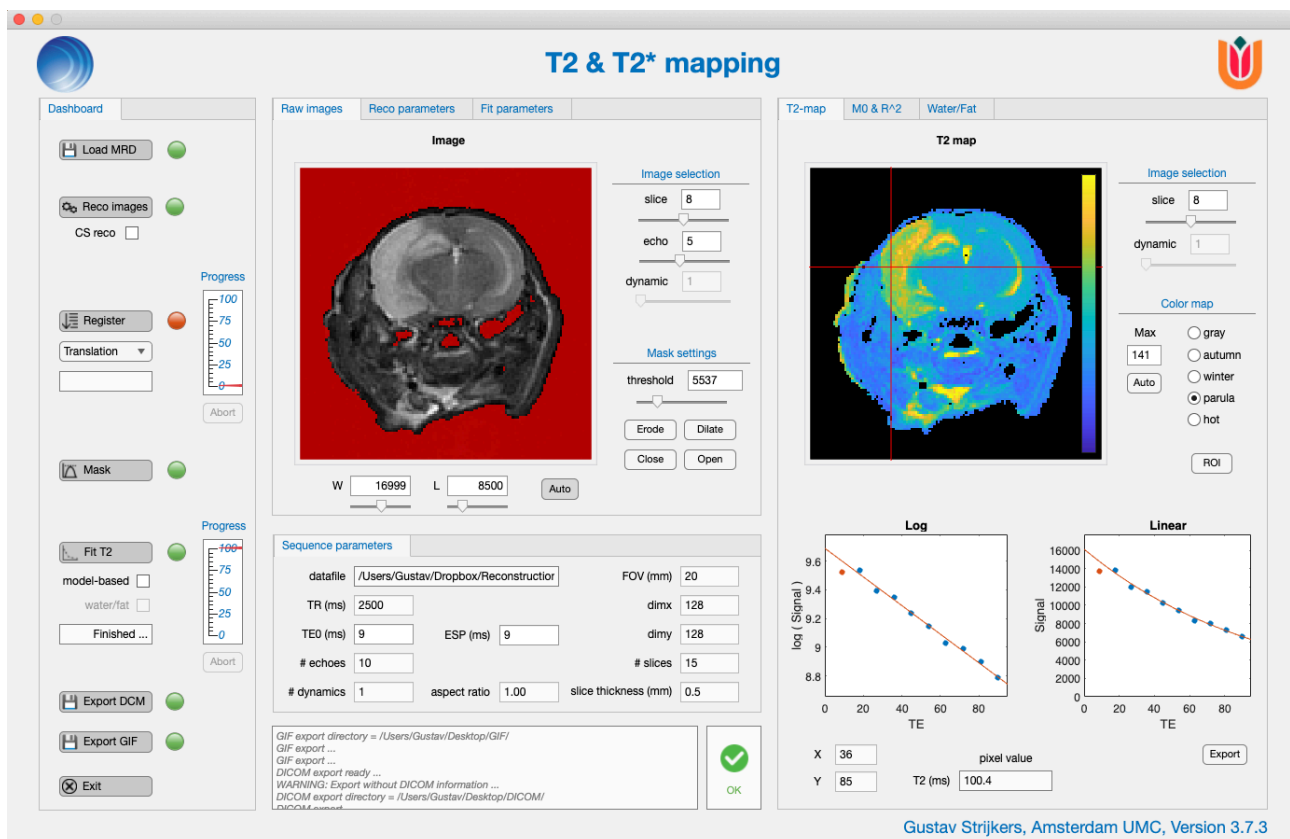 T2 & T2* mapping
Dashboard
Load MRD
Reco images
CS reco
Progress
100
75
50
25
0
Register
Translation
Abort
Mask
Progress
100
75
50
25
0
Fit T2
model-based
water/fat
Finished ...
Abort
Export DCM
Export GIF
Exit
Raw images Reco parameters Fit parameters
Image
Image selection
slice 8
echo 5
dynamic 1
Mask settings
threshold 5537
Erode Dilate
Close Open
W 16999 L 8500 Auto
Sequence parameters
datafile /Users/Gustav/Dropbox/Reconstruction FOV (mm) 20
TR (ms) 2500 dimx 128
TE0 (ms) 9 ESP (ms) 9 dimy 128
# echoes 10 # slices 15
# dynamics 1 aspect ratio 1.00 slice thickness (mm) 0.5
GIF export directory = /Users/Gustav/Desktop/GIF/
GIF export ...
GIF export ...
DICOM export ready ...
WARNING: Export without DICOM information ...
DICOM export directory = /Users/Gustav/Desktop/DICOM/
DICOM export
OK
T2-map M0 & R^2 Water/Fat
T2 map
Image selection
slice 8
dynamic 1
Color map
Max
141
Auto
gray
autumn
winter
parula
hot
ROI
Log
log ( Signal )
9.6
9.4
9.2
9
8.8
0 20 40 60 80
TE
Linear
Signal
16000
14000
12000
10000
8000
6000
4000
2000
0
0 20 40 60 80
TE
X 36 pixel value Export
Y 85 T2 (ms) 100.4
Gustav Strijkers, Amsterdam UMC, Version 3.7.3